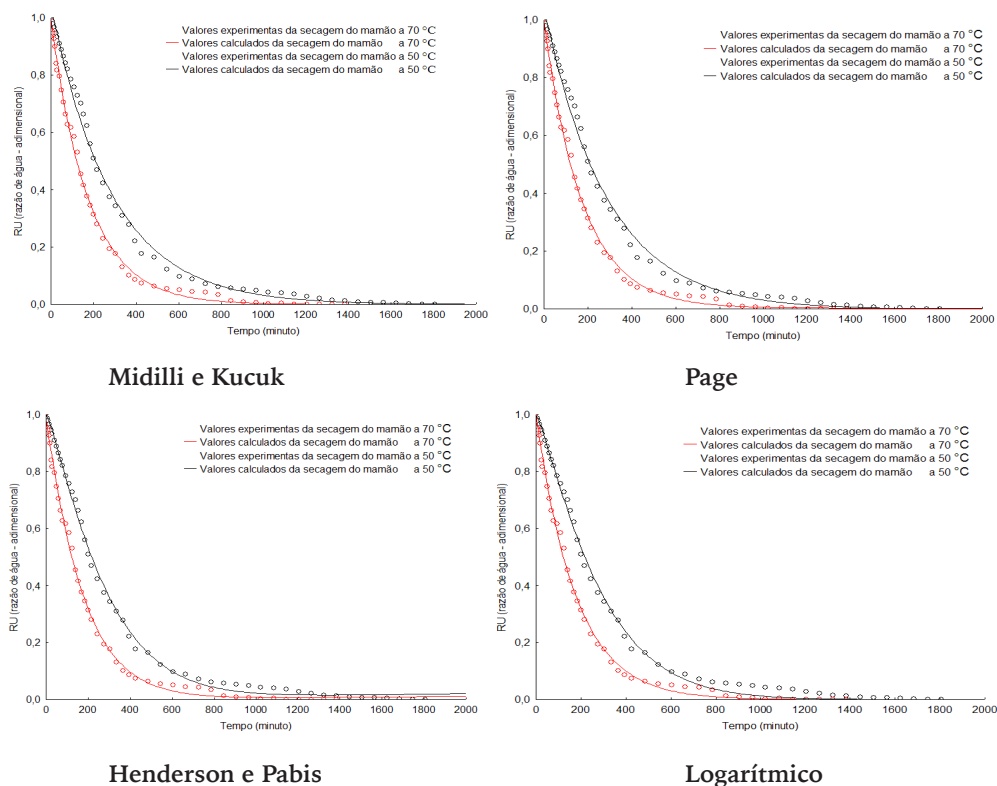 Valores experimentas da secagem do mamão a 70 °C
Valores calculados da secagem do mamão a 70 °C
Valores experimentas da secagem do mamão a 50 °C
Valores calculados da secagem do mamão a 50 °C
RU (razão de água - adimensional)
1,0
0,8
0,6
0,4
0,2
0,0
0 200 400 600 800 1000 1200 1400 1600 1800 2000
Tempo (minuto)
Midilli e Kucuk
Valores experimentas da secagem do mamão a 70 °C
Valores calculados da secagem do mamão a 70 °C
Valores experimentas da secagem do mamão a 50 °C
Valores calculados da secagem do mamão a 50 °C
RU (razão de água - adimensional)
1,0
0,8
0,6
0,4
0,2
0,0
0 200 400 600 800 1000 1200 1400 1600 1800 2000
Tempo (minuto)
Page
Valores experimentas da secagem do mamão a 70 °C
Valores calculados da secagem do mamão a 70 °C
Valores experimentas da secagem do mamão a 50 °C
Valores calculados da secagem do mamão a 50 °C
RU (razão de água - adimensional)
1,0
0,8
0,6
0,4
0,2
0,0
0 200 400 600 800 1000 1200 1400 1600 1800 2000
Tempo (minuto)
Henderson e Pabis
Valores experimentas da secagem do mamão a 70 °C
Valores calculados da secagem do mamão a 70 °C
Valores experimentas da secagem do mamão a 50 °C
Valores calculados da secagem do mamão a 50 °C
RU (razão de água - adimensional)
1,0
0,8
0,6
0,4
0,2
0,0
0 200 400 600 800 1000 1200 1400 1600 1800 2000
Tempo (minuto)
Logarítmico